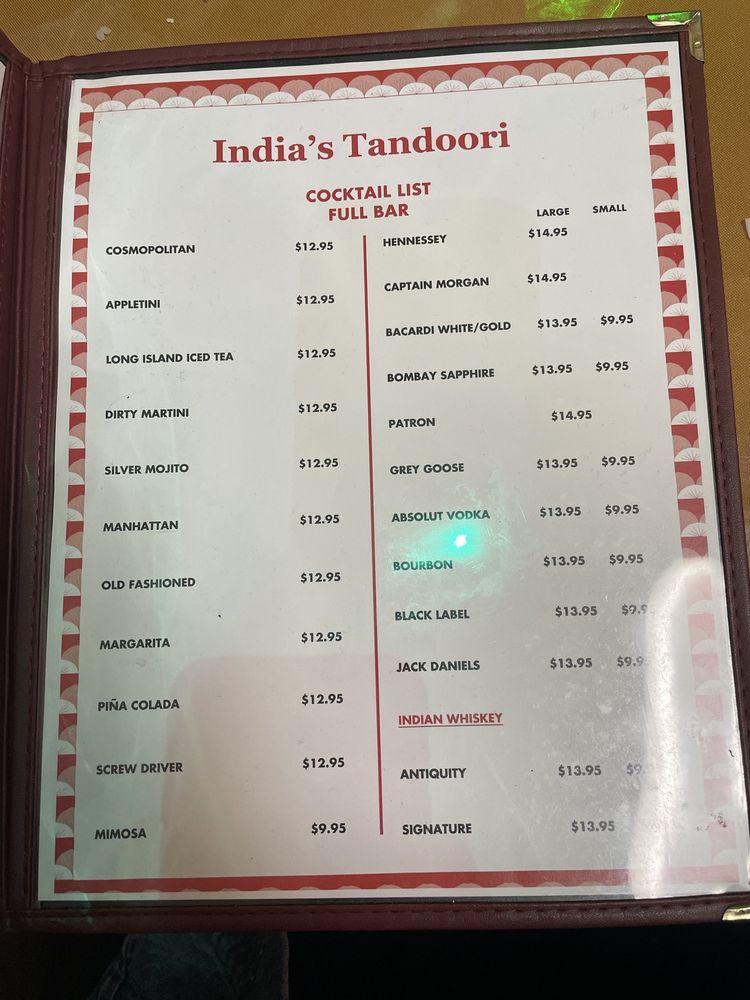 India's Tandoori
COCKTAIL LIST
FULL BAR
COSMOPOLITAN $12.95
APPLETINI $12.95
LONG ISLAND ICED TEA $12.95
DIRTY MARTINI $12.95
SILVER MOJITO $12.95
MANHATTAN $12.95
OLD FASHIONED $12.95
MARGARITA $12.95
PIÑA COLADA $12.95
SCREW DRIVER $12.95
MIMOSA $9.95
LARGE SMALL
HENNESSEY $14.95
CAPTAIN MORGAN $14.95
BACARDI WHITE/GOLD $13.95 $9.95
BOMBAY SAPPHIRE $13.95 $9.95
PATRON $14.95
GREY GOOSE $13.95 $9.95
ABSOLUT VODKA $13.95 $9.95
BOURBON $13.95 $9.95
BLACK LABEL $13.95
JACK DANIELS $13.95
INDIAN WHISKEY
ANTIQUITY $13.95
SIGNATURE $13.95